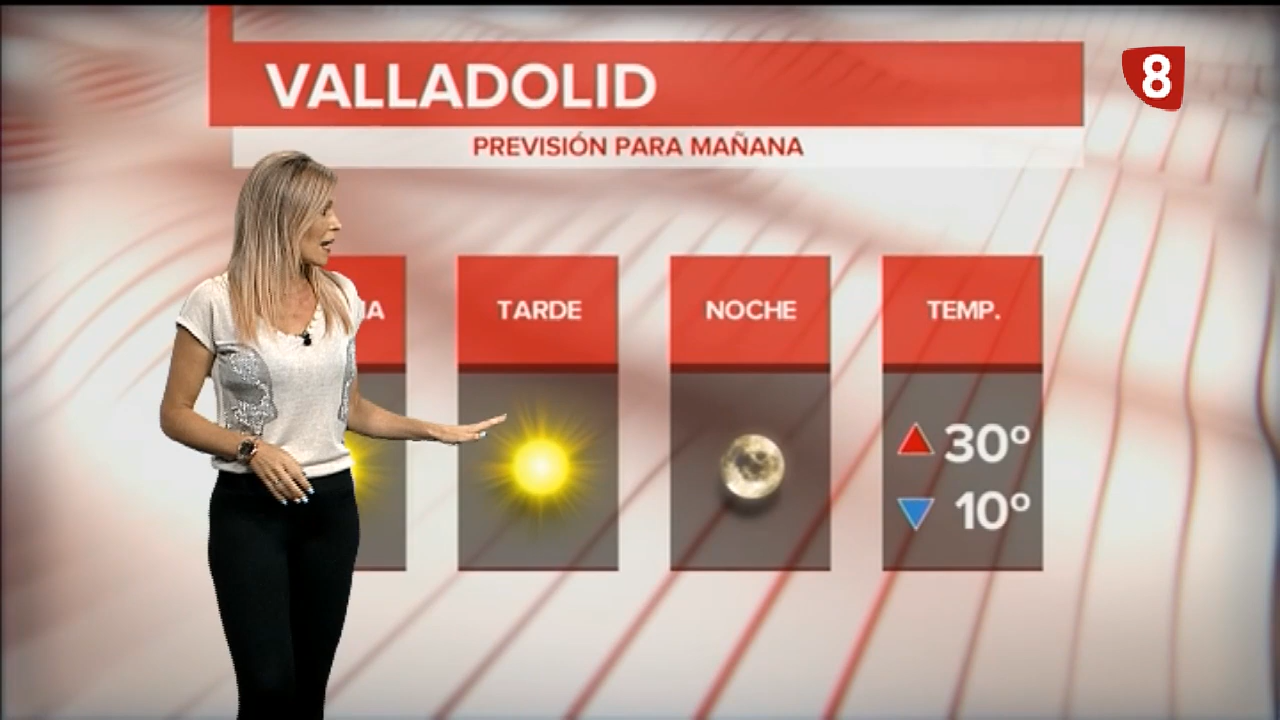 VALLADOLID
8
PREVISIÓN PARA MAÑANA
TARDE
NOCHE
TEMP.
30º
10º